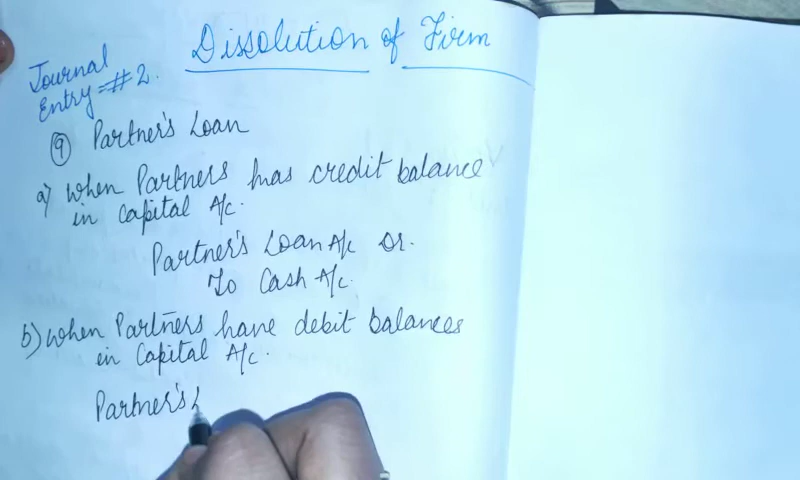 Dissolution of Firm
Journal
Entry =# 2.
9 Partner's Loan
a) when Partners has credit balance
in Capital A/c.
Partner's Loan A/c Dr.
To Cash A/c.
b) when Partners have debit balances
in Capital A/c.
Partner's L